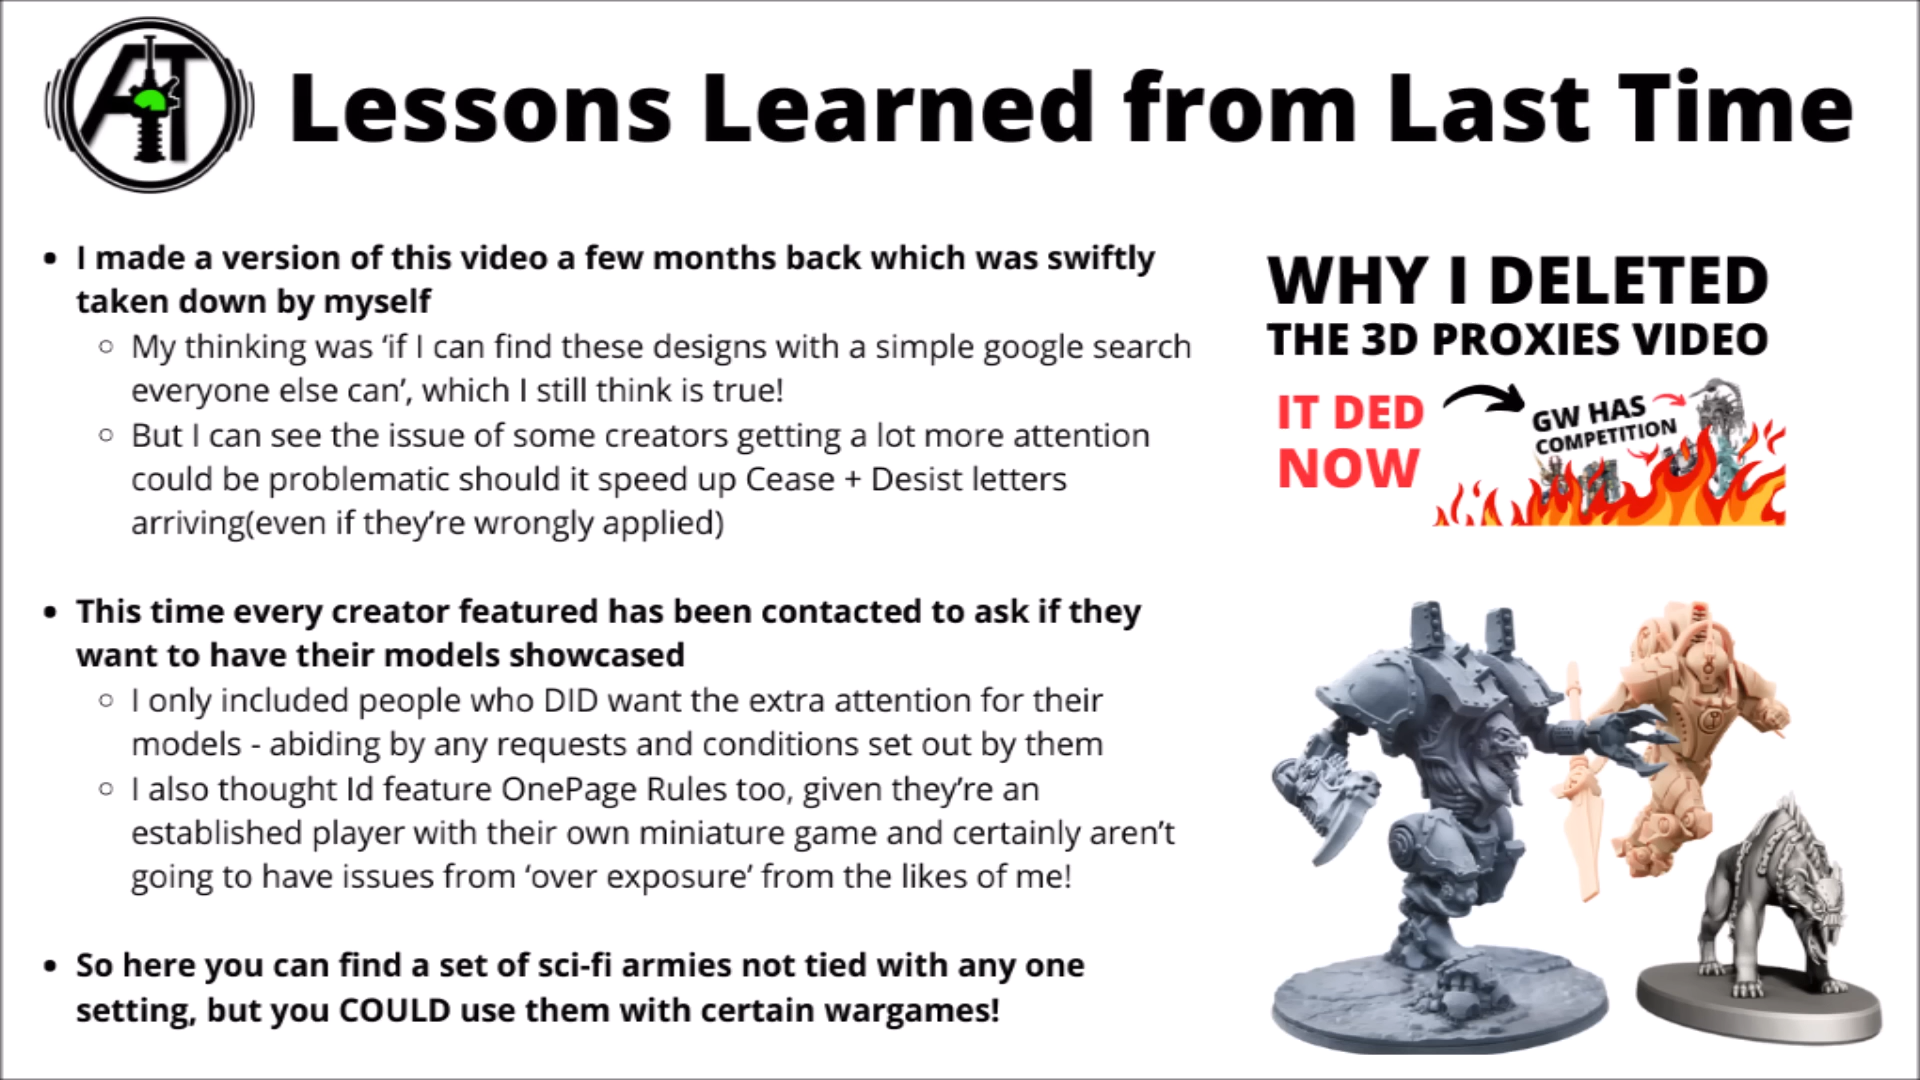 AT
Lessons Learned from Last Time
• I made a version of this video a few months back which was swiftly
taken down by myself
○ My thinking was ‘if I can find these designs with a simple google search
everyone else can’, which I still think is true!
○ But I can see the issue of some creators getting a lot more attention
could be problematic should it speed up Cease + Desist letters
arriving(even if they’re wrongly applied)
• This time every creator featured has been contacted to ask if they
want to have their models showcased
○ I only included people who DID want the extra attention for their
models - abiding by any requests and conditions set out by them
○ I also thought Id feature OnePage Rules too, given they’re an
established player with their own miniature game and certainly aren’t
going to have issues from ‘over exposure’ from the likes of me!
• So here you can find a set of sci-fi armies not tied with any one
setting, but you COULD use them with certain wargames!
WHY I DELETED
THE 3D PROXIES VIDEO
IT DED
NOW
GW HAS
COMPETITION